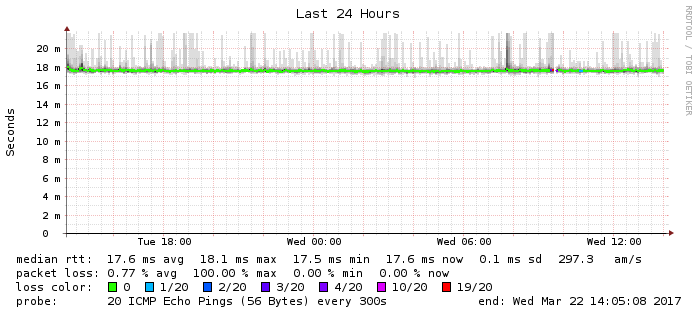 Last 24 Hours
RRDTOOL / TOBI OETIKER
Seconds
20 m
18 m
16 m
14 m
12 m
10 m
8 m
6 m
4 m
2 m
0
Tue 18:00 Wed 00:00 Wed 06:00 Wed 12:00
median rtt: 17.6 ms avg 18.1 ms max 17.5 ms min 17.6 ms now 0.1 ms sd 297.3 am/s
packet loss: 0.77 % avg 100.00 % max 0.00 % min 0.00 % now
loss color: 0 1/20 2/20 3/20 4/20 10/20 19/20
probe: 20 ICMP Echo Pings (56 Bytes) every 300s end: Wed Mar 22 14:05:08 2017